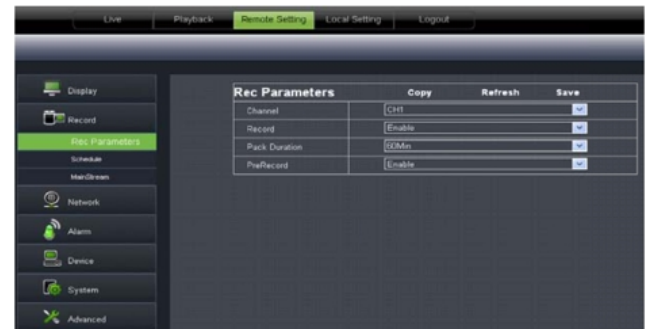 Live Playback Remote Setting Local Setting Logout
Display
Record
Rec Parameters
Schedule
MainStream
Network
Alarm
Device
System
Advanced
Rec Parameters Copy Refresh Save
Channel CH1
Record Enable
Pack Duration 60Min
PreRecord Enable